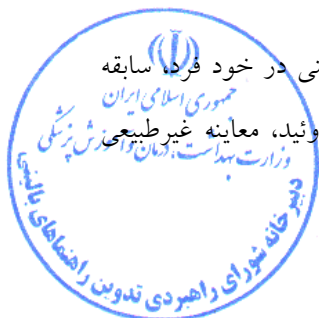 نی در خود فرد، سابقه
جمهوری اسلامی ایران
وئید، معاینه غیرطبیعی
وزارت بهداشت، درمان و آموزش پزشکی
دبیرخانه شورای راهبردی تدوین راهنماهای بالینی